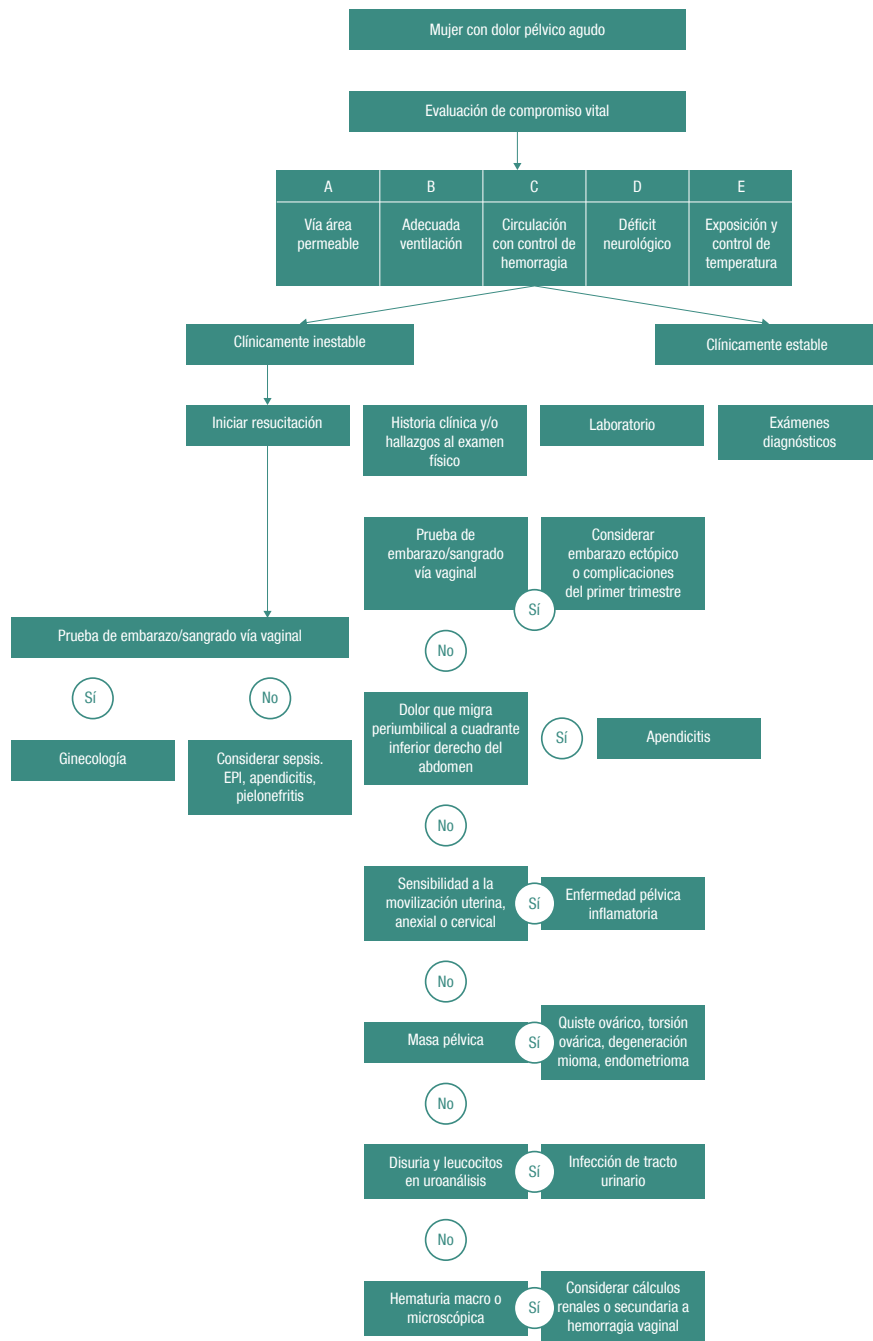 Mujer con dolor pélvico agudo
Evaluación de compromiso vital
A
B
C
D
E
Vía área
permeable
Adecuada
ventilación
Circulación
con control de
hemorragia
Déficit
neurológico
Exposición y
control de
temperatura
Clínicamente inestable
Clínicamente estable
Iniciar resucitación
Historia clínica y/o
hallazgos al examen
físico
Laboratorio
Exámenes
diagnósticos
Prueba de
embarazo/sangrado
vía vaginal
Sí
Considerar
embarazo ectópico
o complicaciones
del primer trimestre
Prueba de embarazo/sangrado vía vaginal
No
Sí
No
Ginecología
Considerar sepsis.
EPI, apendicitis,
pielonefritis
Dolor que migra
periumbilical a cuadrante
inferior derecho del
abdomen
Sí
Apendicitis
No
Sensibilidad a la
movilización uterina,
anexial o cervical
Sí
Enfermedad pélvica
inflamatoria
No
Masa pélvica
Sí
Quiste ovárico, torsión
ovárica, degeneración
mioma, endometrioma
No
Disuria y leucocitos
en uroanálisis
Sí
Infección de tracto
urinario
No
Hematuria macro o
microscópica
Sí
Considerar cálculos
renales o secundaria a
hemorragia vaginal